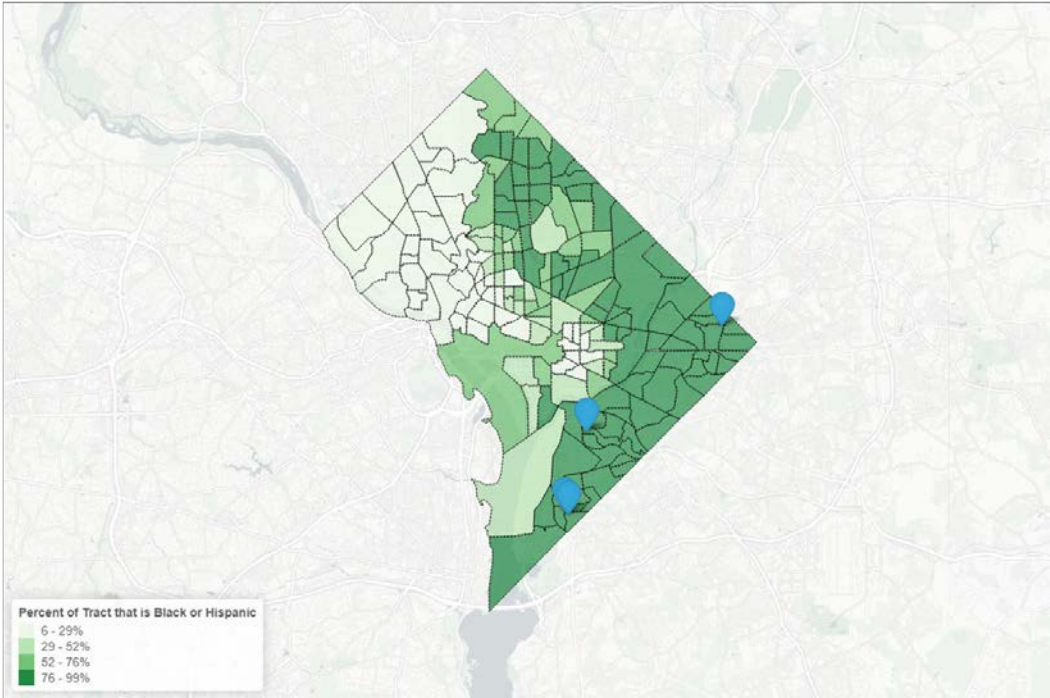 Percent of Tract that is Black or Hispanic
6 - 29%
29 - 52%
52 - 76%
76 - 99%